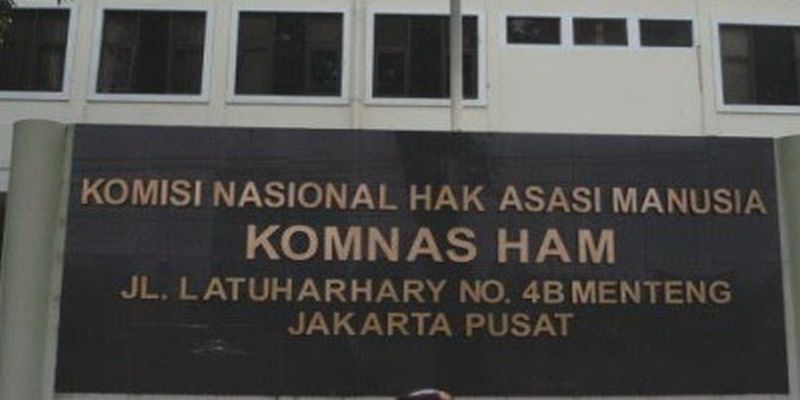 KOMISI NASIONAL HAK ASASI MANUSIA
KOMNAS HAM
JL. LATUHARHARY NO. 4B MENTENG
JAKARTA PUSAT